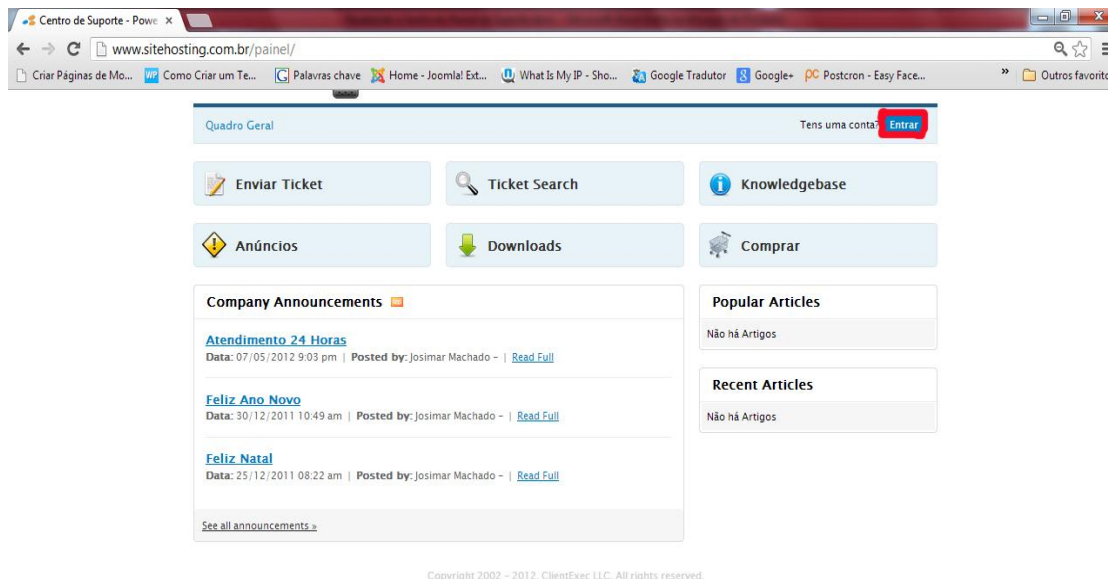 Centro de Suporte - Powe
www.sitehosting.com.br/painel/
Criar Páginas de Mo... Como Criar um Te... Palavras chave Home - Joomla! Ext... What Is My IP - Sho... Google Tradutor Google+ Postcron - Easy Face... » Outros favorito
Quadro Geral Tens uma conta? Entrar
Enviar Ticket Ticket Search Knowledgebase
Anúncios Downloads Comprar
Company Announcements
Atendimento 24 Horas
Data: 07/05/2012 9:03 pm | Posted by: Josimar Machado - | Read Full
Feliz Ano Novo
Data: 30/12/2011 10:49 am | Posted by: Josimar Machado - | Read Full
Feliz Natal
Data: 25/12/2011 08:22 am | Posted by: Josimar Machado - | Read Full
See all announcements »
Popular Articles
Não há Artigos
Recent Articles
Não há Artigos
Copyright 2002 - 2012, ClientExec LLC. All rights reserved.